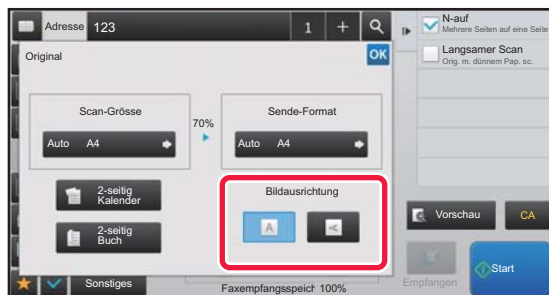 Adresse 123 1 +
N-auf
Mehrere Seiten auf eine Seite
Original OK
Langsamer Scan
Orig. m. dünnem Pap. sc.
Scan-Grösse 70% Sende-Format
Auto A4 Auto A4
2-seitig
Kalender
Bildausrichtung
2-seitig
Buch
A A
Vorschau CA
Sonstiges
Faxempfangsspeich 100%
Empfangen
Start